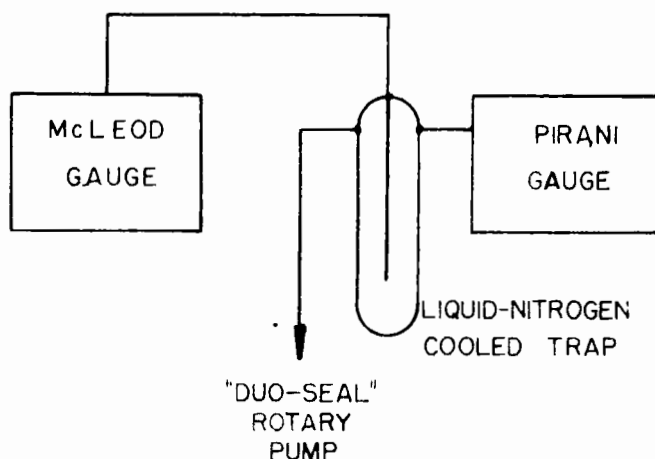 McLEOD
GAUGE
PIRANI
GAUGE
LIQUID-NITROGEN
COOLED TRAP
"DUO-SEAL"
ROTARY
PUMP